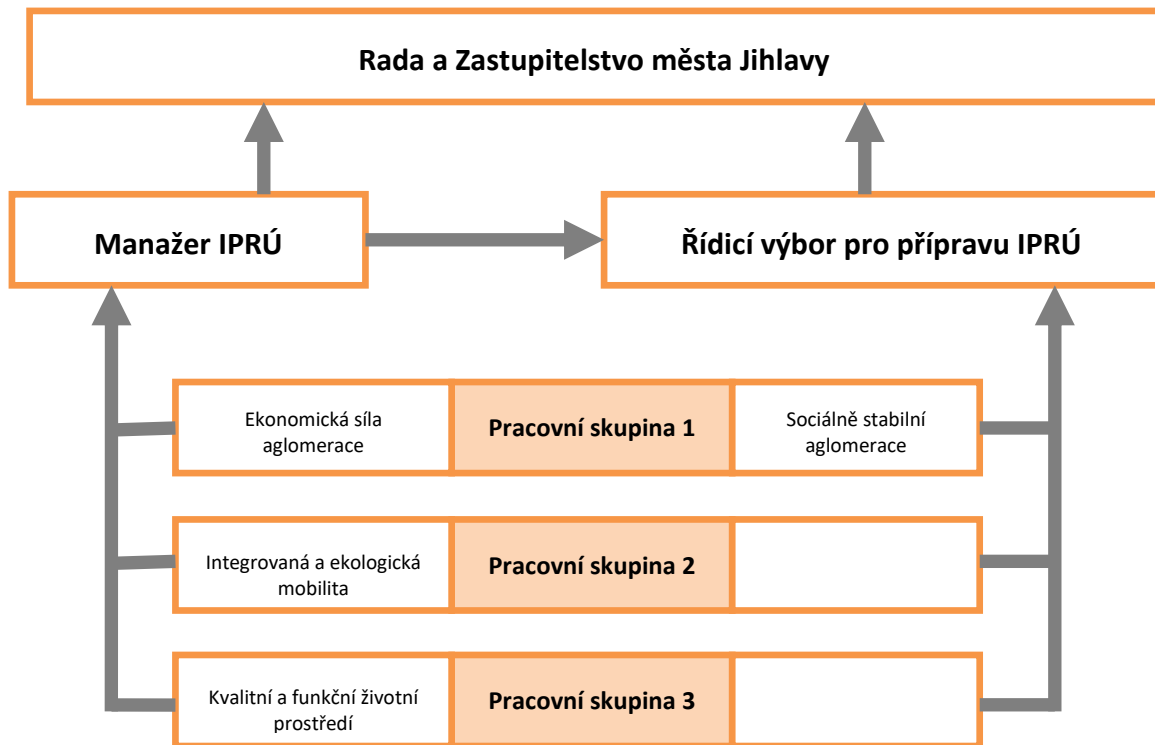 Rada a Zastupitelstvo města Jihlavy
Manažer IPRÚ
Řídicí výbor pro přípravu IPRÚ
Ekonomická síla
aglomerace
Pracovní skupina 1
Sociálně stabilní
aglomerace
Integrovaná a ekologická
mobilita
Pracovní skupina 2
Kvalitní a funkční životní
prostředí
Pracovní skupina 3